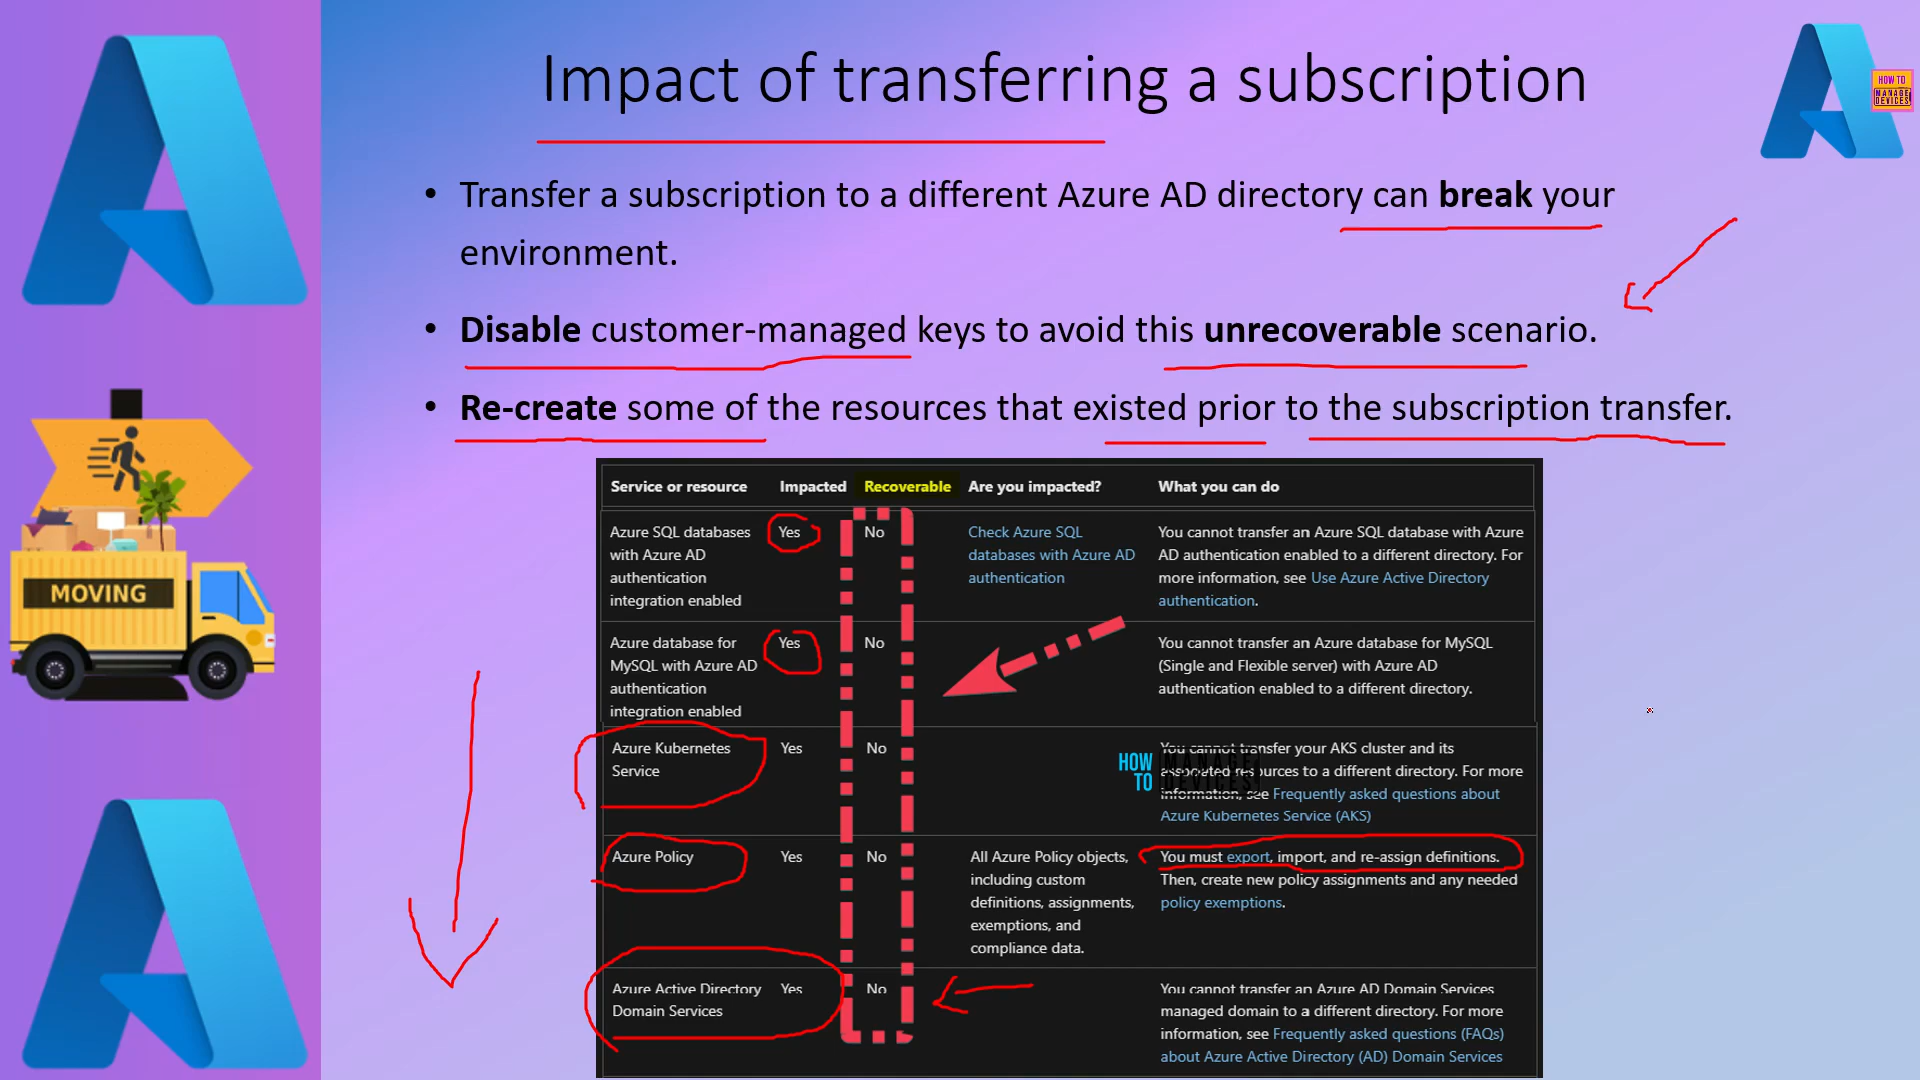 Impact of transferring a subscription
HOW TO
MANAGE
DEVICES
• Transfer a subscription to a different Azure AD directory can break your
environment.
• Disable customer-managed keys to avoid this unrecoverable scenario.
• Re-create some of the resources that existed prior to the subscription transfer.
MOVING
Service or resource Impacted Recoverable Are you impacted? What you can do
Azure SQL databases
with Azure AD
authentication
integration enabled
Yes
No
Check Azure SQL
databases with Azure AD
authentication
You cannot transfer an Azure SQL database with Azure
AD authentication enabled to a different directory. For
more information, see Use Azure Active Directory
authentication.
Azure database for
MySQL with Azure AD
authentication
integration enabled
Yes
No
You cannot transfer an Azure database for MySQL
(Single and Flexible server) with Azure AD
authentication enabled to a different directory.
Azure Kubernetes
Service
Yes
No
You cannot transfer your AKS cluster and its
associated resources to a different directory. For more
information, see Frequently asked questions about
Azure Kubernetes Service (AKS)
HOW
TO
MANAGE
DEVICES
Azure Policy
Yes
No
All Azure Policy objects,
including custom
definitions, assignments,
exemptions, and
compliance data.
You must export, import, and re-assign definitions.
Then, create new policy assignments and any needed
policy exemptions.
Azure Active Directory
Domain Services
Yes
No
You cannot transfer an Azure AD Domain Services
managed domain to a different directory. For more
information, see Frequently asked questions (FAQs)
about Azure Active Directory (AD) Domain Services